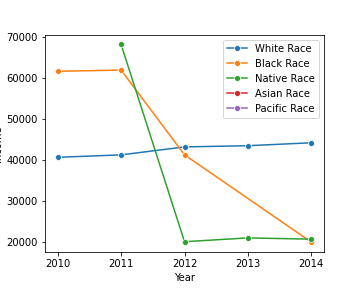 70000
60000
50000
40000
30000
20000
2010
2011
2012
2013
2014
Year
White Race
Black Race
Native Race
Asian Race
Pacific Race